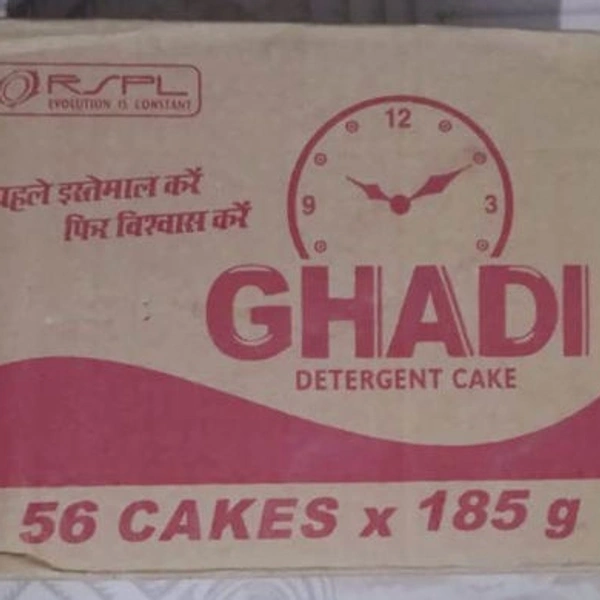 RSPL
EVOLUTION IS CONSTANT
पहले इस्तेमाल करें
फिर विश्वास करें
12
9 3
GHADI
DETERGENT CAKE
56 CAKES x 185 g